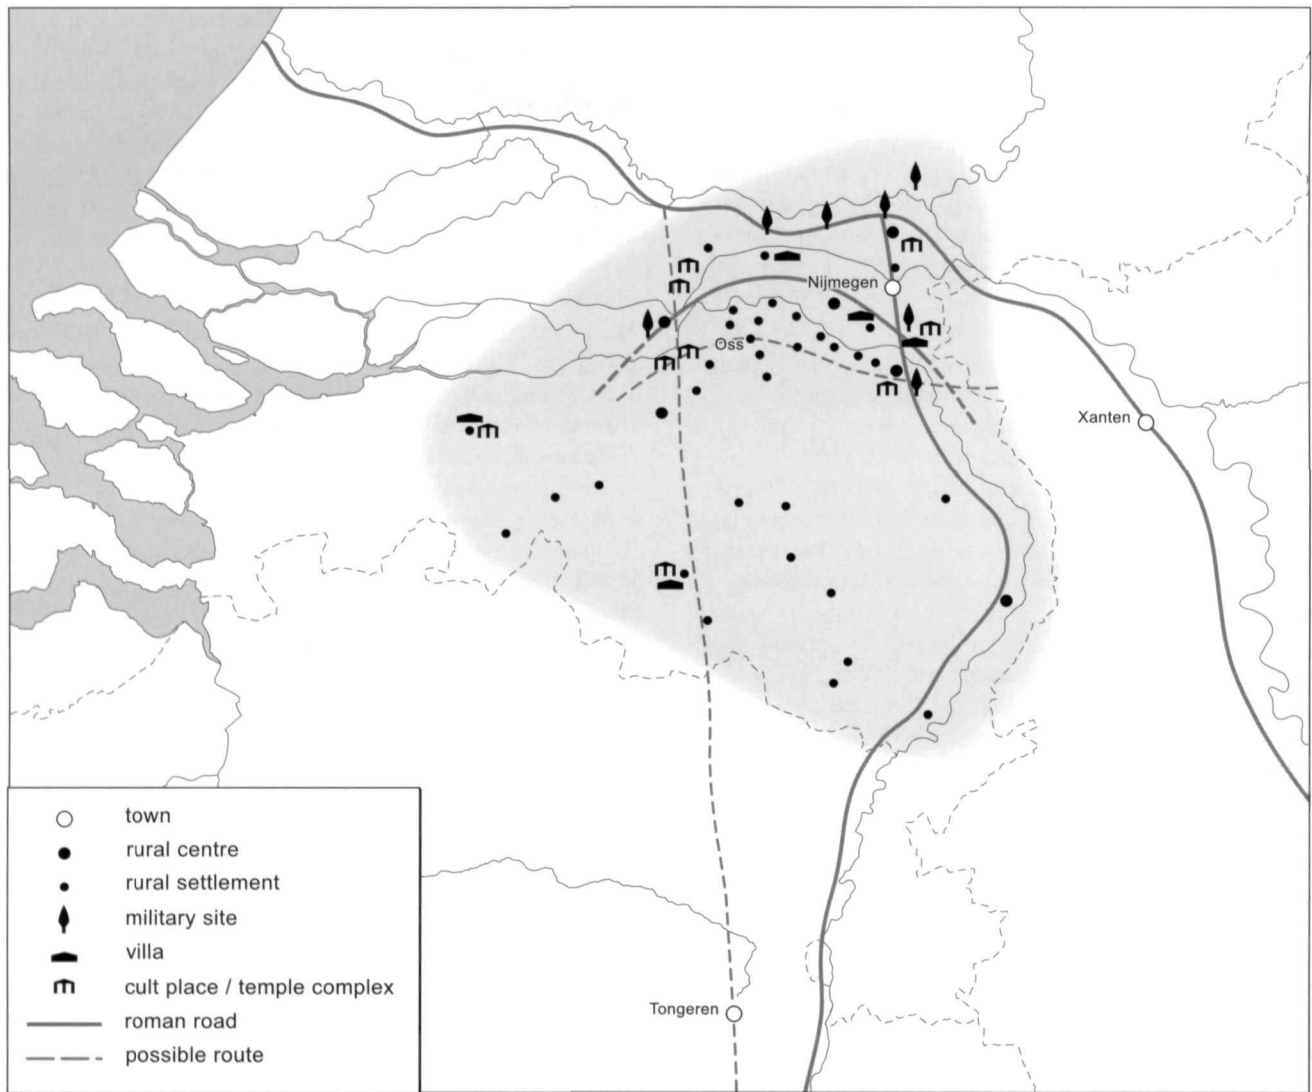 Nijmegen
Oss
Xanten
Tongeren
town
rural centre
rural settlement
military site
villa
cult place / temple complex
roman road
possible route